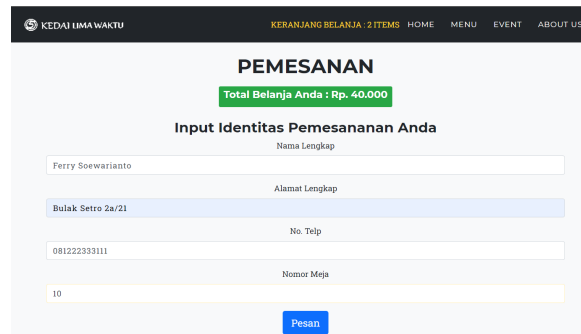 KEDAI LIMA WAKTU KERANJANG BELANJA : 2 ITEMS HOME MENU EVENT ABOUT US
PEMESANAN
Total Belanja Anda : Rp. 40.000
Input Identitas Pemesananan Anda
Nama Lengkap
Ferry Soewarianto
Alamat Lengkap
Bulak Setro 2a/21
No. Telp
081222333111
Nomor Meja
10
Pesan